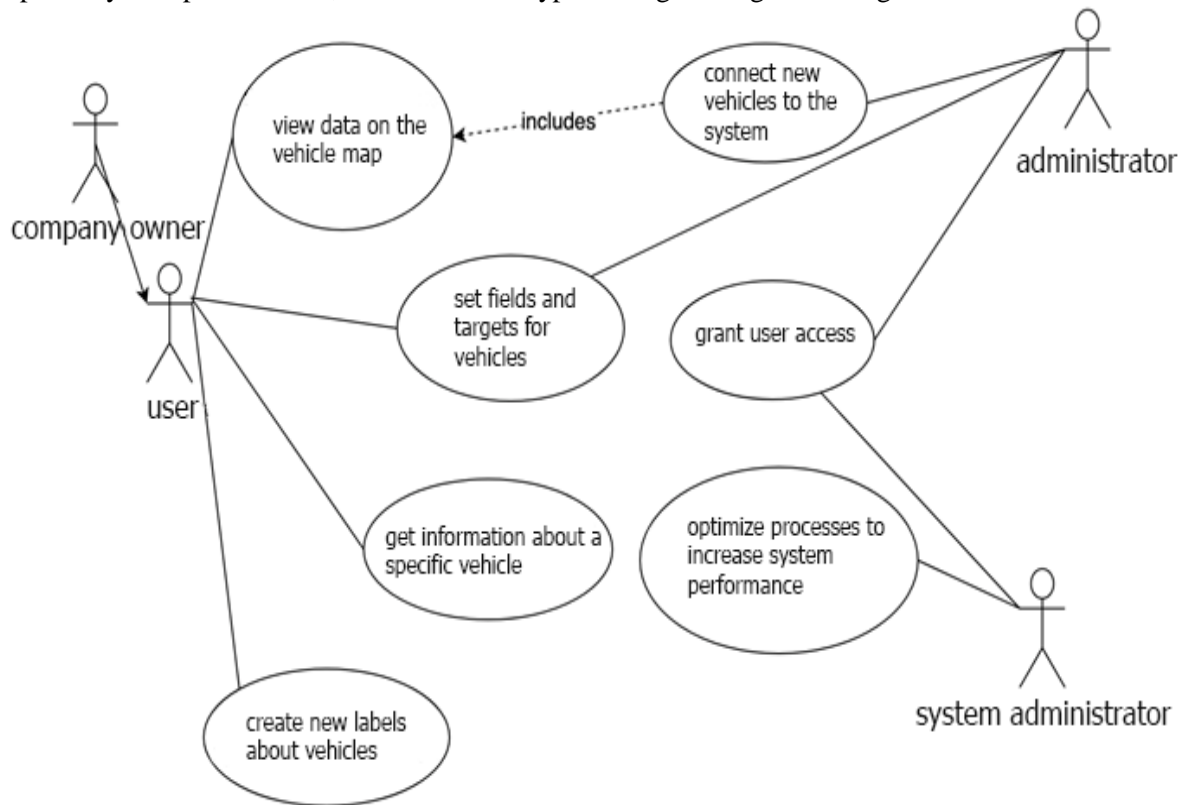 connect new
vehicles to the
system
view data on the
vehicle map
includes
administrator
company owner
set fields and
targets for
vehicles
grant user access
user
get information about a
specific vehicle
optimize processes to
increase system
performance
create new labels
about vehicles
system administrator